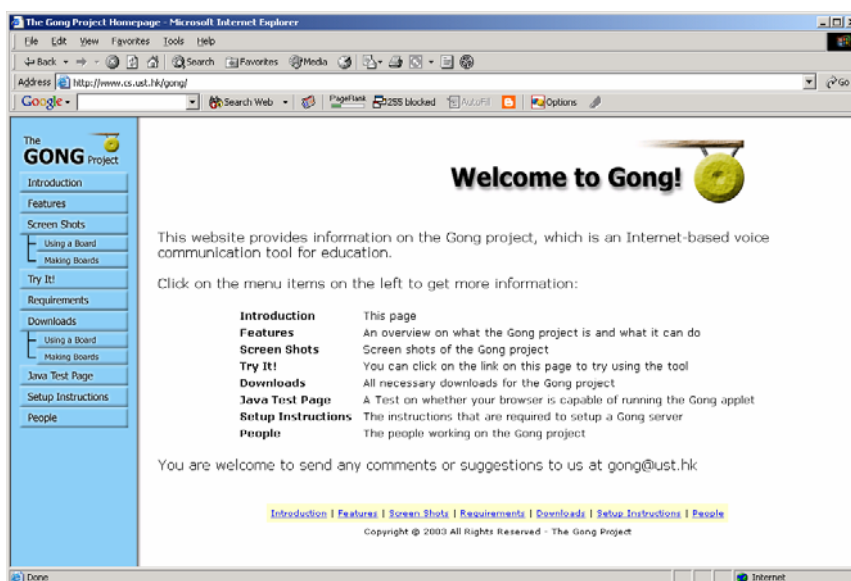 The Gong Project Homepage - Microsoft Internet Explorer
File Edit View Favorites Tools Help
Back Search Favorites Media
Address http://www.cs.ust.hk/gong/ Go
Google Search Web PageRank 255 blocked AutoFill Options
The
GONG Project
Introduction
Features
Screen Shots
Using a Board
Making Boards
Try It!
Requirements
Downloads
Using a Board
Making Boards
Java Test Page
Setup Instructions
People
Welcome to Gong!
This website provides information on the Gong project, which is an Internet-based voice
communication tool for education.
Click on the menu items on the left to get more information:
Introduction This page
Features An overview on what the Gong project is and what it can do
Screen Shots Screen shots of the Gong project
Try It! You can click on the link on this page to try using the tool
Downloads All necessary downloads for the Gong project
Java Test Page A Test on whether your browser is capable of running the Gong applet
Setup Instructions The instructions that are required to setup a Gong server
People The people working on the Gong project
You are welcome to send any comments or suggestions to us at gong@ust.hk
Introduction | Features | Screen Shots | Requirements | Downloads | Setup Instructions | People
Copyright @ 2003 All Rights Reserved - The Gong Project
Done Internet